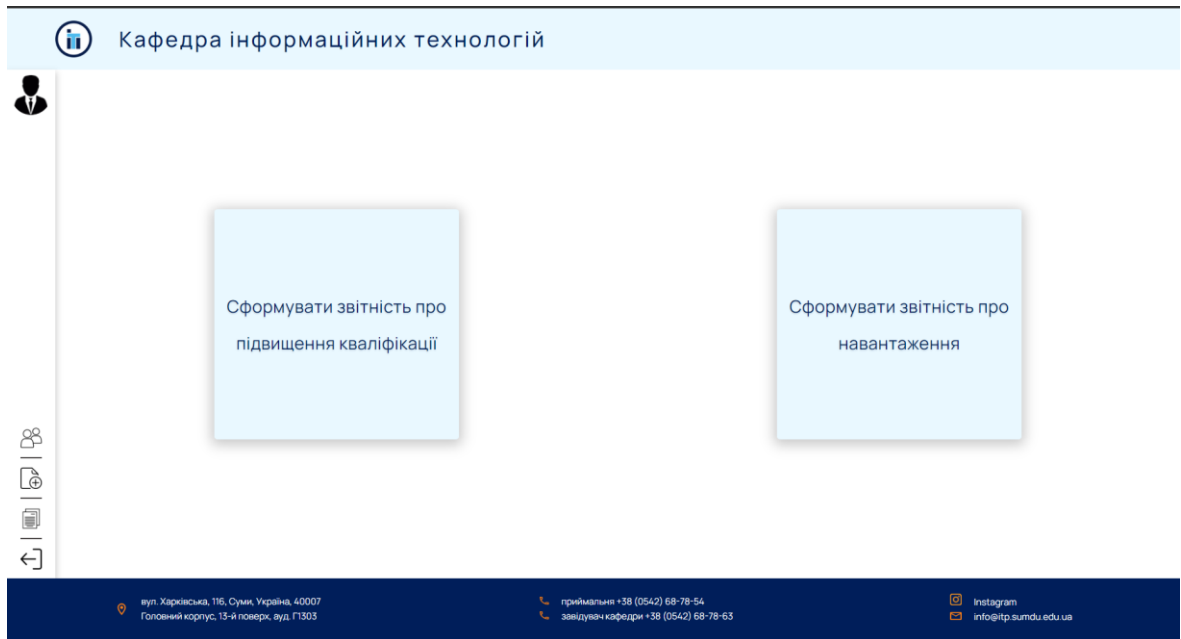 іті
Кафедра інформаційних технологій
Сформувати звітність про
підвищення кваліфікації
Сформувати звітність про
навантаження
вул. Харківська, 116, Суми, Україна, 40007
Головний корпус, 13-й поверх, ауд. Г1303
приймальня +38 (0542) 68-78-54
завідувач кафедри +38 (0542) 68-78-63
Instagram
info@itp.sumdu.edu.ua